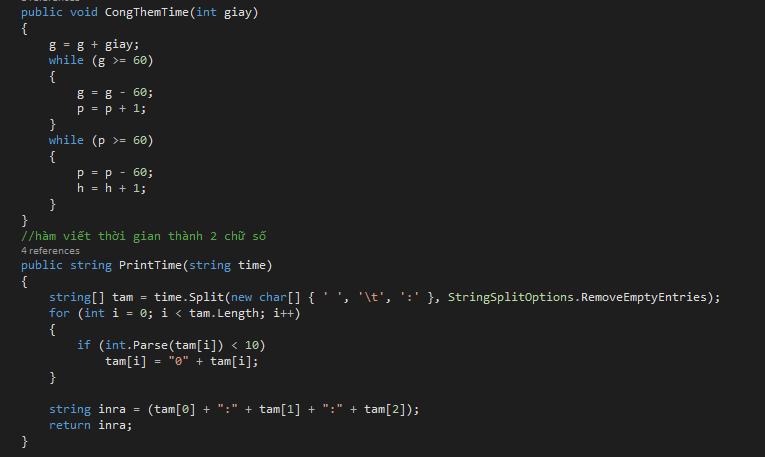 public void CongThemTime(int giay)
{
g = g + giay;
while (g >= 60)
{
g = g - 60;
p = p + 1;
}
while (p >= 60)
{
p = p - 60;
h = h + 1;
}
}
//hàm viết thời gian thành 2 chữ số
4 references
public string PrintTime(string time)
{
string[] tam = time.Split(new char[] { ' ', '\t', ':' }, StringSplitOptions.RemoveEmptyEntries);
for (int i = 0; i < tam.Length; i++)
{
if (int.Parse(tam[i]) < 10)
tam[i] = "0" + tam[i];
}
string inra = (tam[0] + ":" + tam[1] + ":" + tam[2]);
return inra;
}